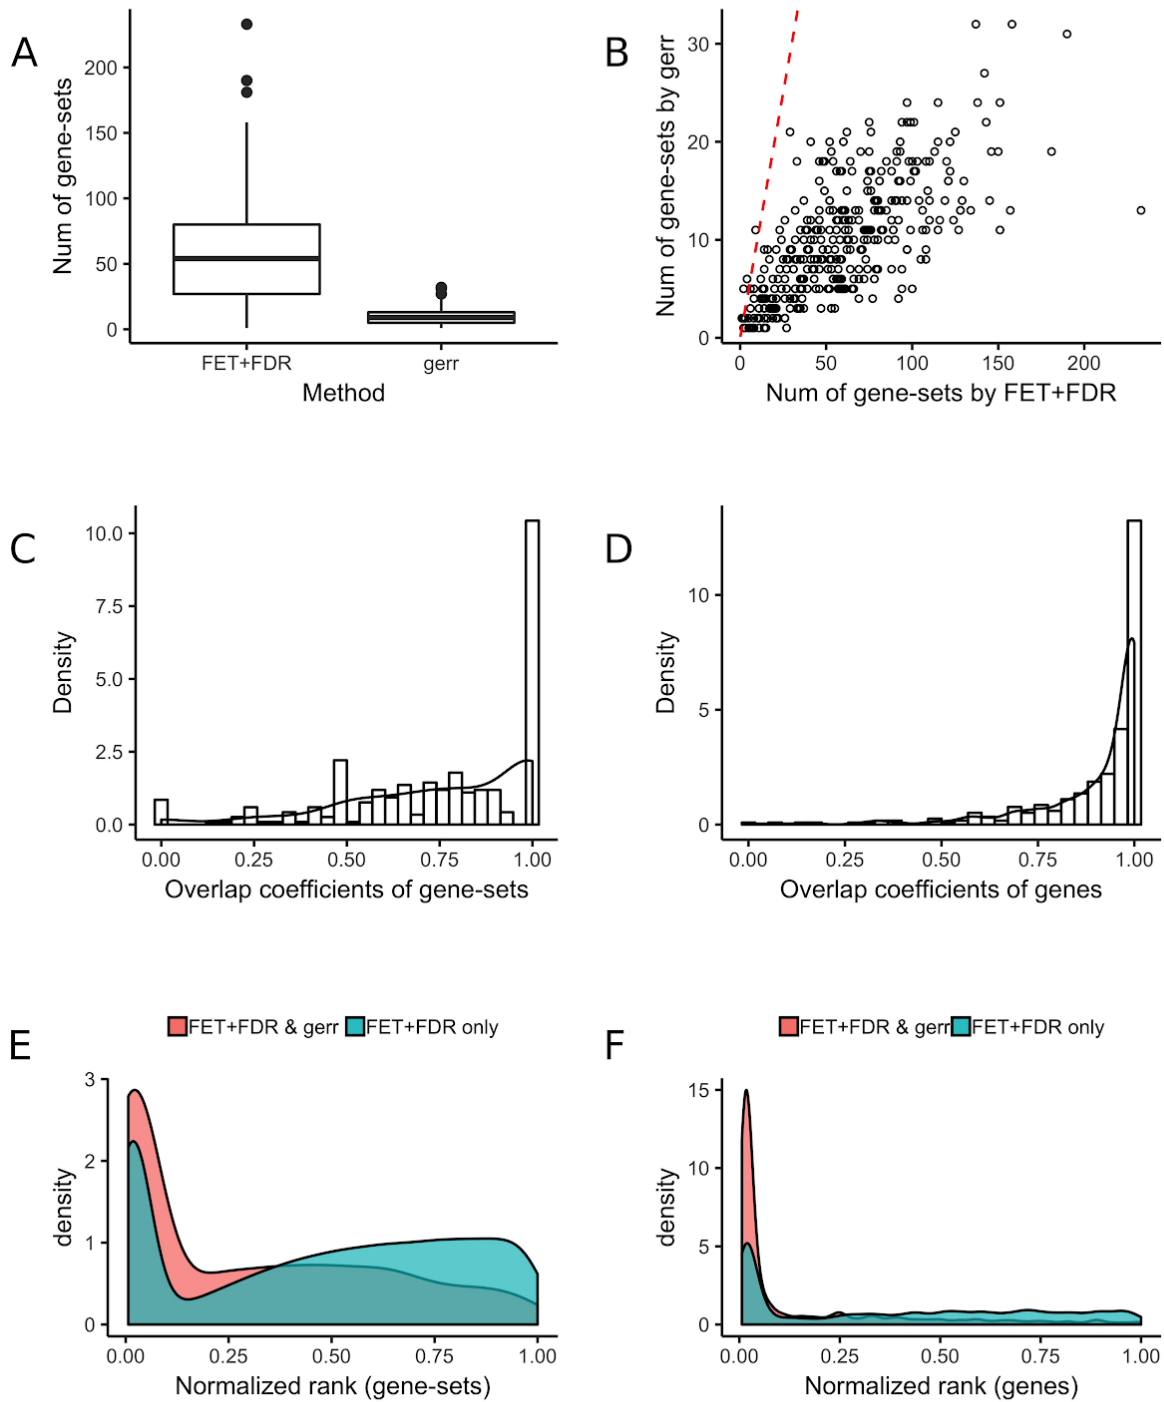 A
Num of gene-sets
200
150
100
50
0
FET+FDR
gerr
Method
B
Num of gene-sets by gerr
30
20
10
0
0
50
100
150
200
Num of gene-sets by FET+FDR
C
Density
10.0
7.5
5.0
2.5
0.0
0.00
0.25
0.50
0.75
1.00
Overlap coefficients of gene-sets
D
Density
10
5
0
0.00
0.25
0.50
0.75
1.00
Overlap coefficients of genes
E
FET+FDR & gerr
FET+FDR only
density
3
2
1
0
0.00
0.25
0.50
0.75
1.00
Normalized rank (gene-sets)
F
FET+FDR & gerr
FET+FDR only
density
15
10
5
0
0.00
0.25
0.50
0.75
1.00
Normalized rank (genes)